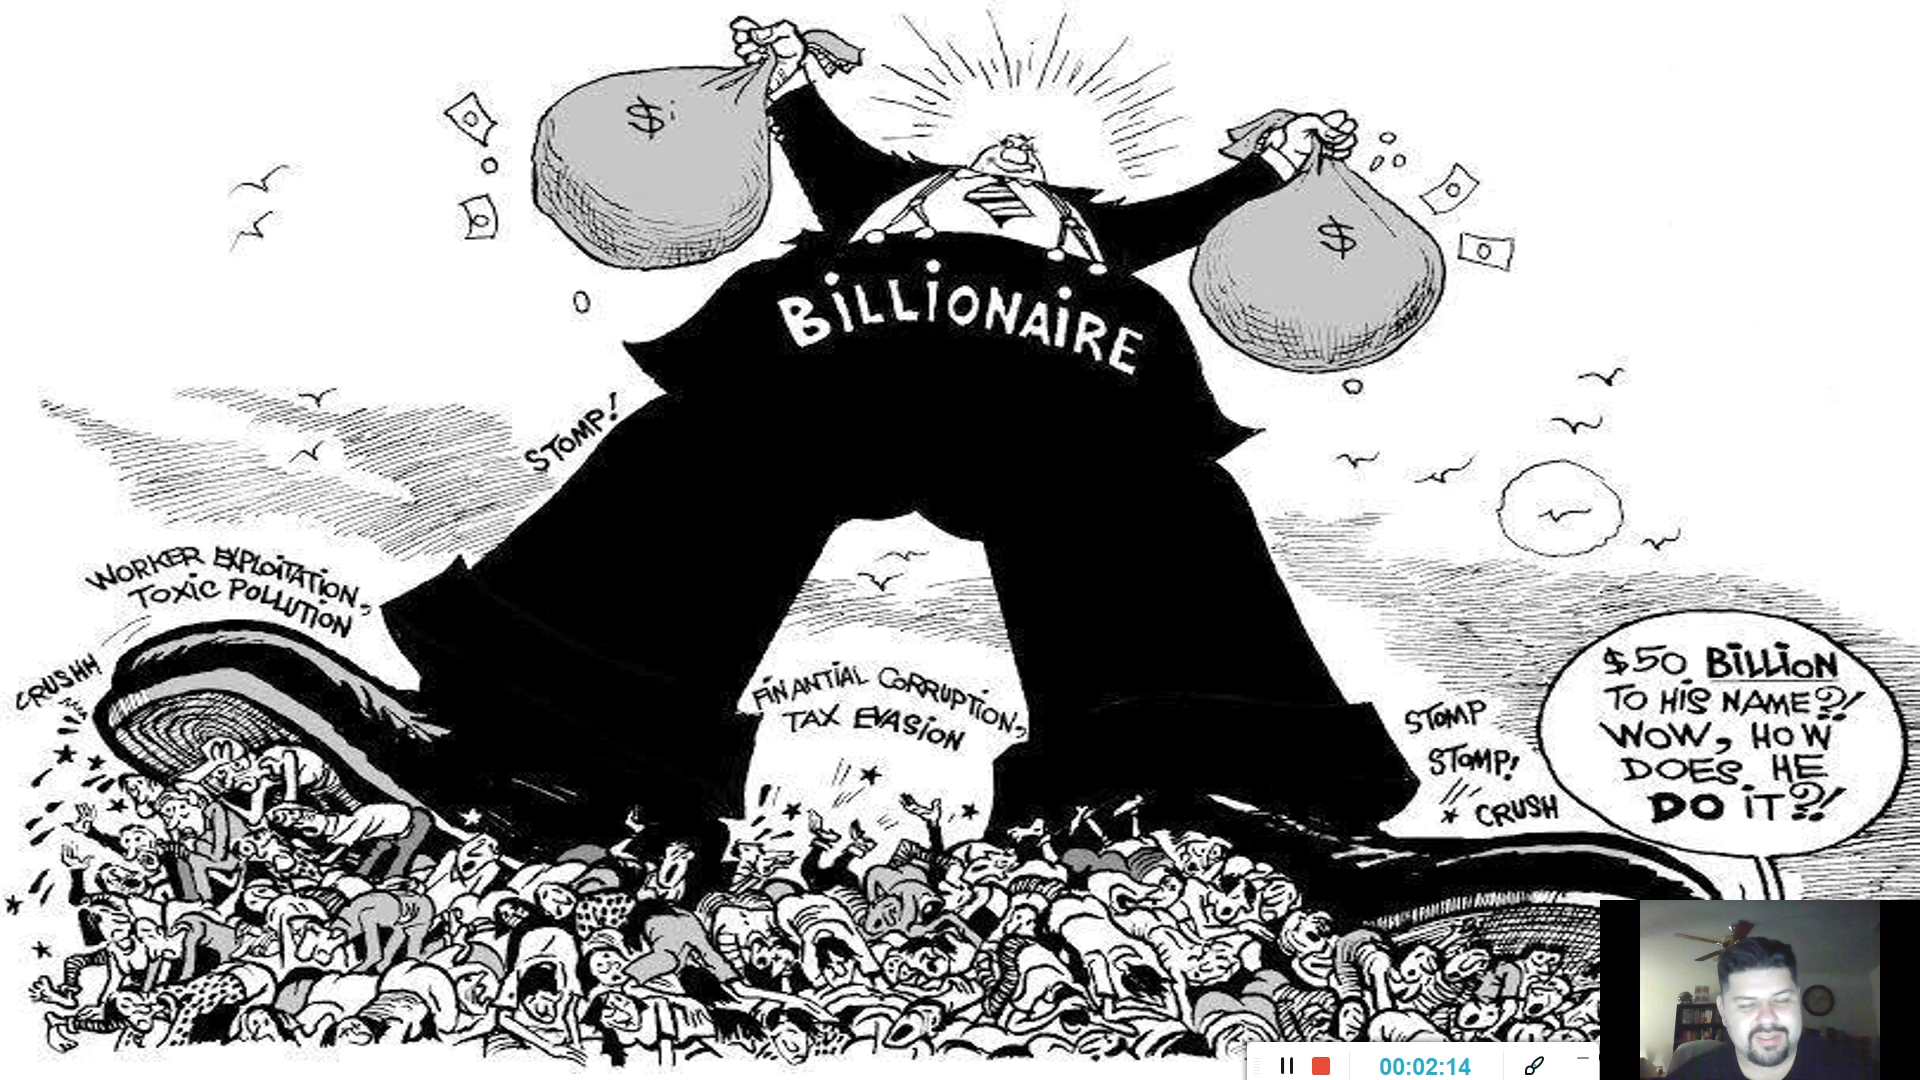 $
$
BiLLiONAiRE
STOMP!
WORKER EXPLOiTATiON,
TOXiC POLLUTiON
CRUSHH
FiNANTiAL CORRUPTiON,
TAX EVASiON
STOMP
STOMP!
CRUSH
$50 BiLLiON
TO HiS NAME?!
WOW, HOW
DOES HE
DO iT?!
00:02:14